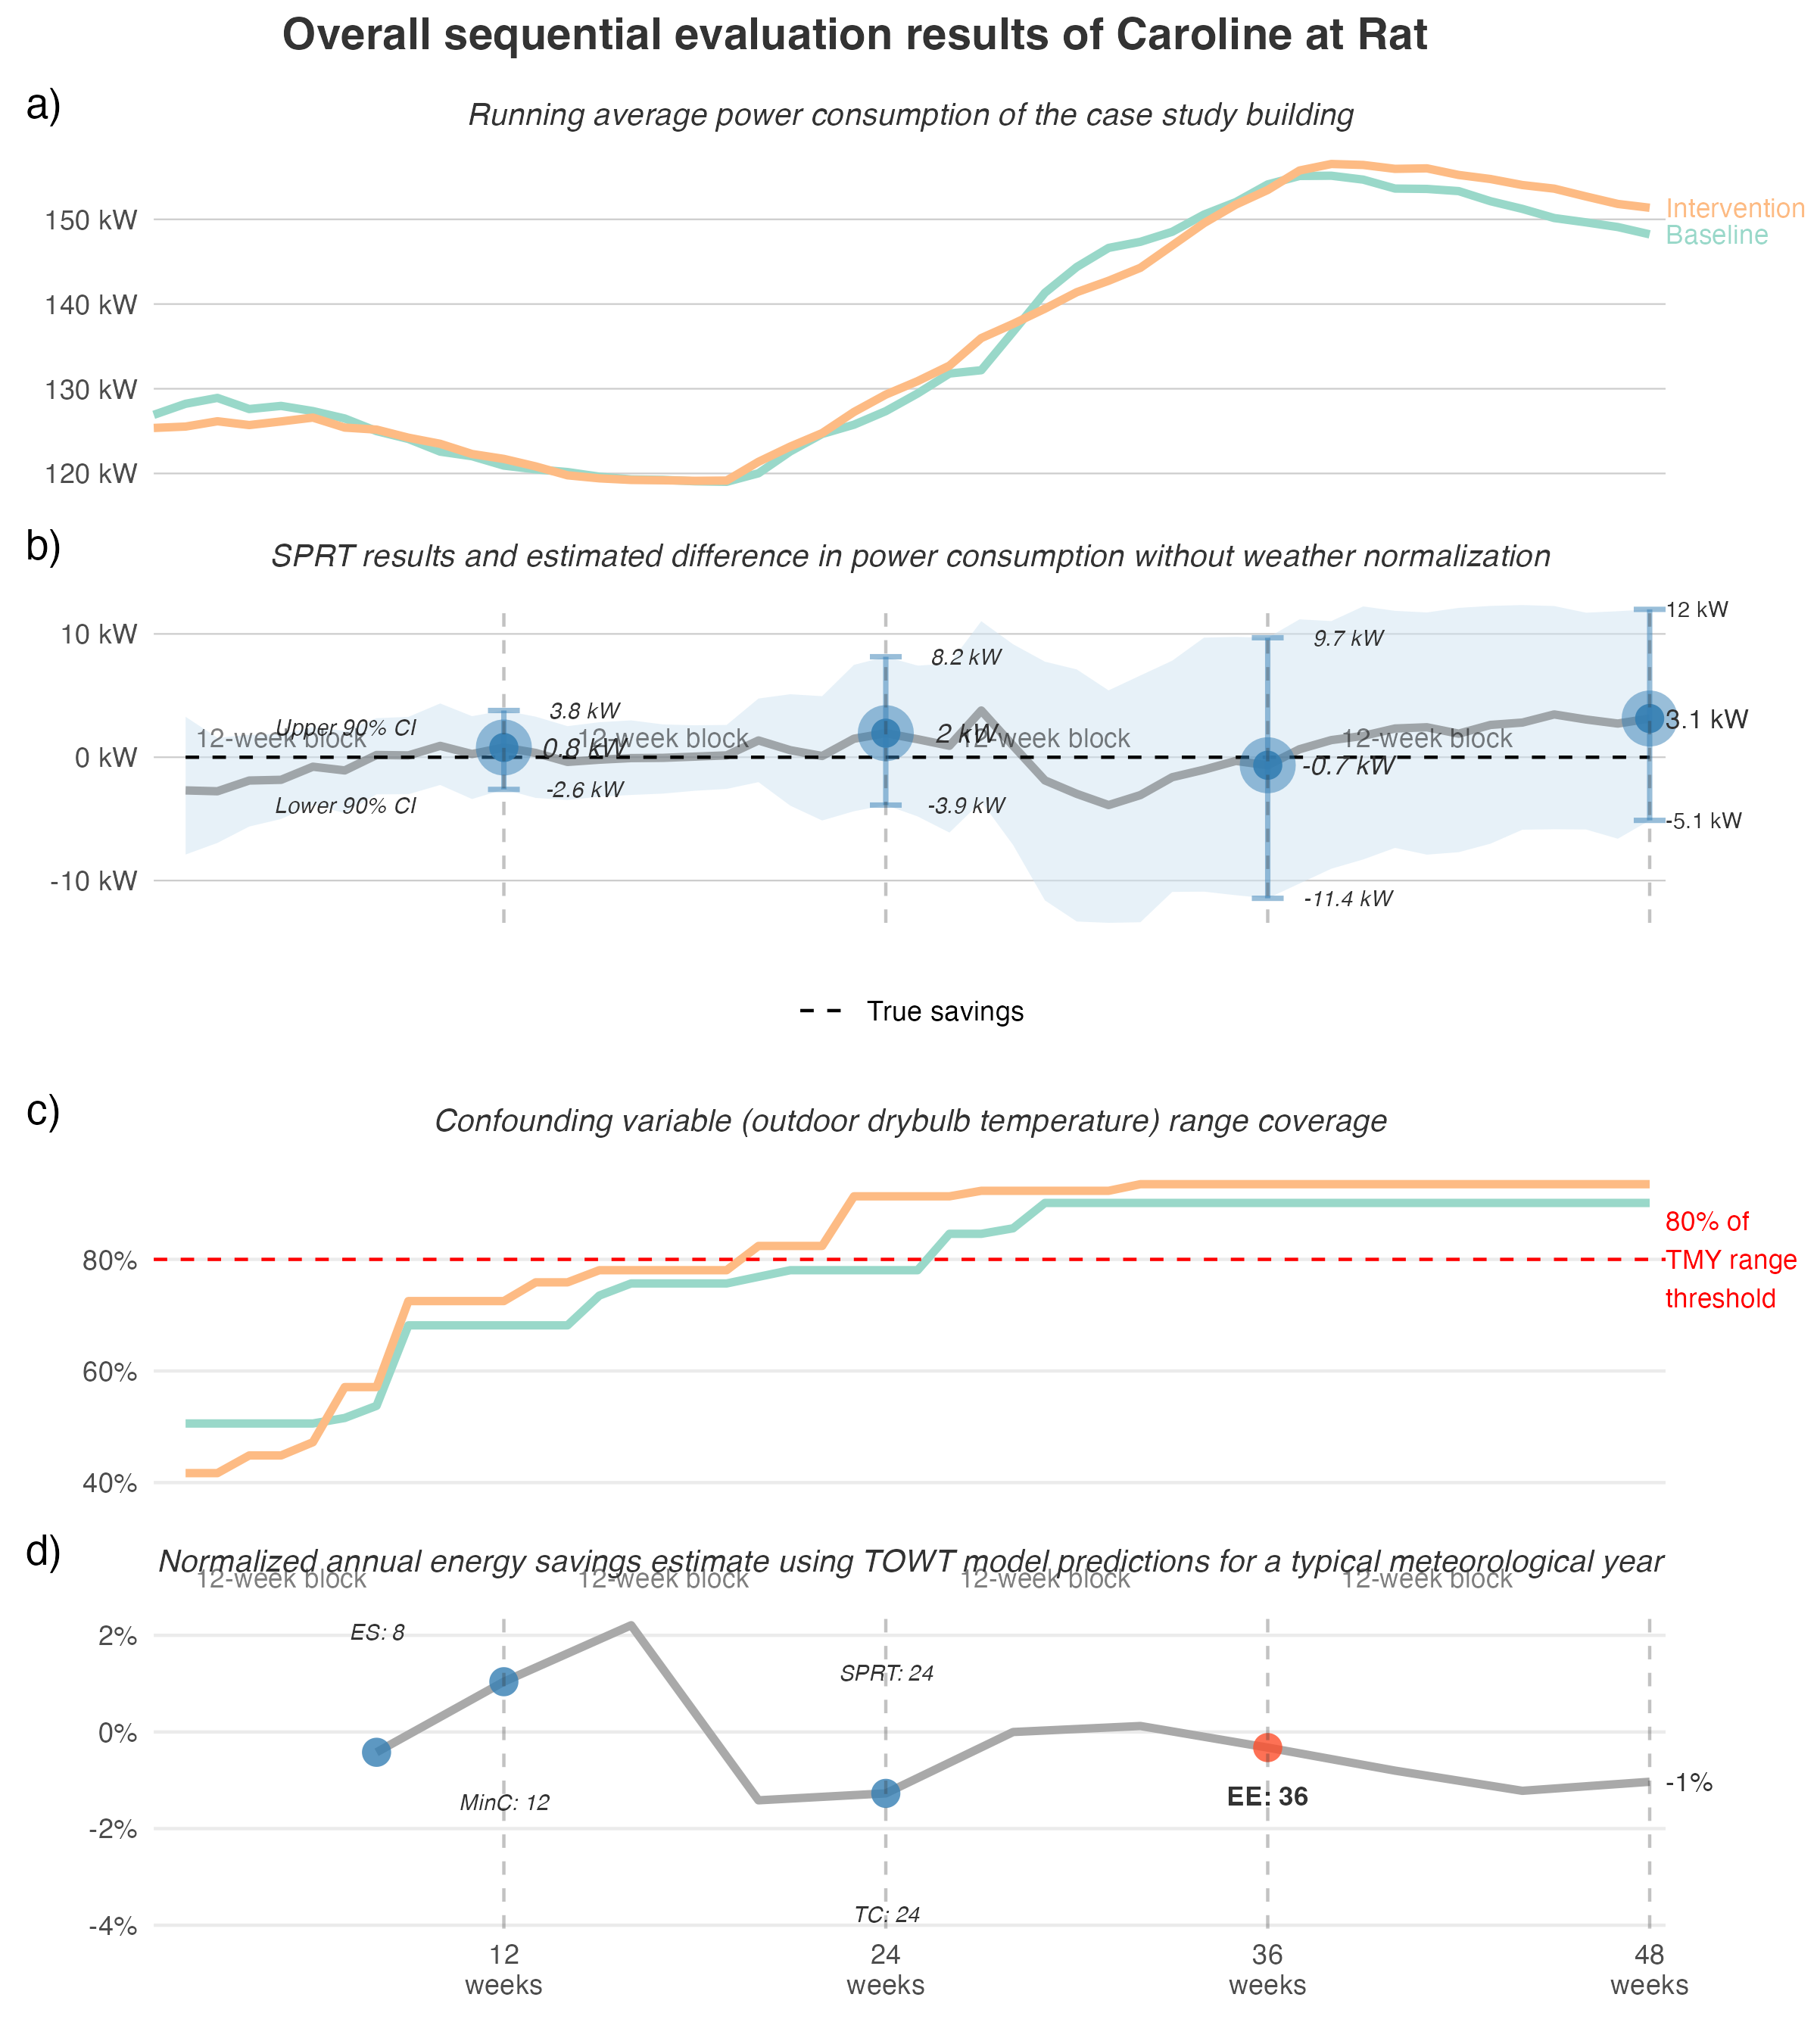 Overall sequential evaluation results of Caroline at Rat
a)
Running average power consumption of the case study building
150 kW
140 kW
130 kW
120 kW
Intervention
Baseline
b)
SPRT results and estimated difference in power consumption without weather normalization
10 kW
0 kW
-10 kW
12-week block
12-week block
12-week block
12-week block
Upper 90% CI
Lower 90% CI
3.8 kW
0.8 kW
-2.6 kW
8.2 kW
2 kW
-3.9 kW
9.7 kW
-0.7 kW
-11.4 kW
12 kW
3.1 kW
-5.1 kW
True savings
c)
Confounding variable (outdoor drybulb temperature) range coverage
80%
60%
40%
80% of
TMY range
threshold
d)
Normalized annual energy savings estimate using TOWT model predictions for a typical meteorological year
12-week block
12-week block
12-week block
12-week block
2%
0%
-2%
-4%
ES: 8
MinC: 12
SPRT: 24
TC: 24
EE: 36
-1%
12
weeks
24
weeks
36
weeks
48
weeks